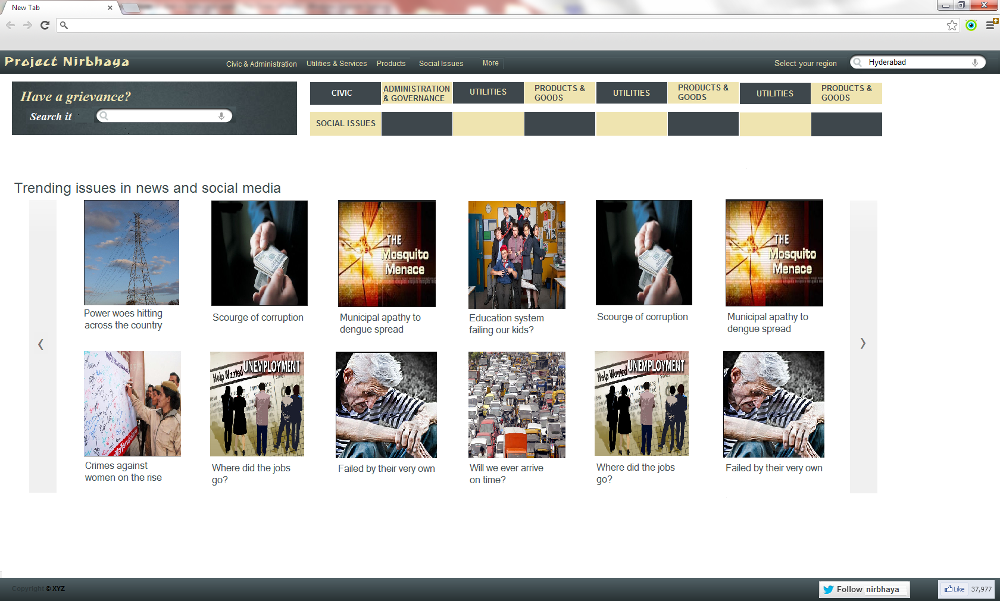 New Tab
Project Nirbhaya
Civic & Administration
Utilities & Services
Products
Social Issues
More
Select your region
Hyderabad
Have a grievance?
Search it
CIVIC
ADMINISTRATION
& GOVERNANCE
UTILITIES
PRODUCTS &
GOODS
UTILITIES
PRODUCTS &
GOODS
UTILITIES
PRODUCTS &
GOODS
SOCIAL ISSUES
Trending issues in news and social media
THE
Mosquito
Menace
THE
Mosquito
Menace
Power woes hitting
across the country
Scourge of corruption
Municipal apathy to
dengue spread
Education system
failing our kids?
Scourge of corruption
Municipal apathy to
dengue spread
UNEMPLOYMENT
Help Wanted
UNEMPLOYMENT
Help Wanted
Crimes against
women on the rise
Where did the jobs
go?
Failed by their very own
Will we ever arrive
on time?
Where did the jobs
go?
Failed by their very own
Copyright © XYZ
Follow nirbhaya
Like
37,977